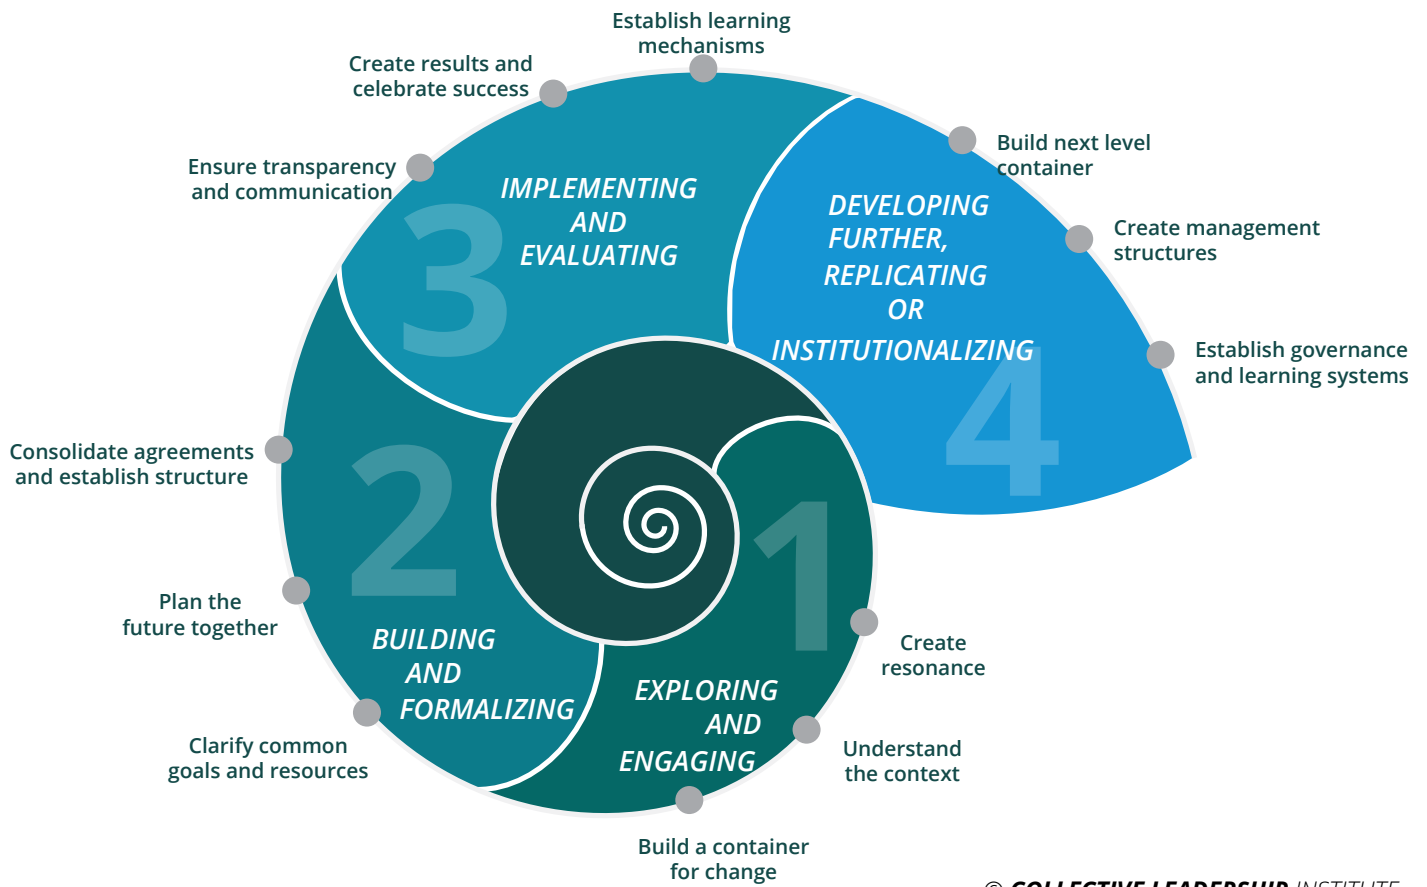 Establish learning
mechanisms
Create results and
celebrate success
Ensure transparency
and communication
Build next level
container
Create management
structures
Establish governance
and learning systems
3
IMPLEMENTING
AND
EVALUATING
DEVELOPING
FURTHER,
REPLICATING
OR
INSTITUTIONALIZING
4
Consolidate agreements
and establish structure
2
Plan the
future together
BUILDING
AND
FORMALIZING
Clarify common
goals and resources
1
EXPLORING
AND
ENGAGING
Create
resonance
Understand
the context
Build a container
for change
© COLLECTIVE LEADERSHIP INSTITUTE